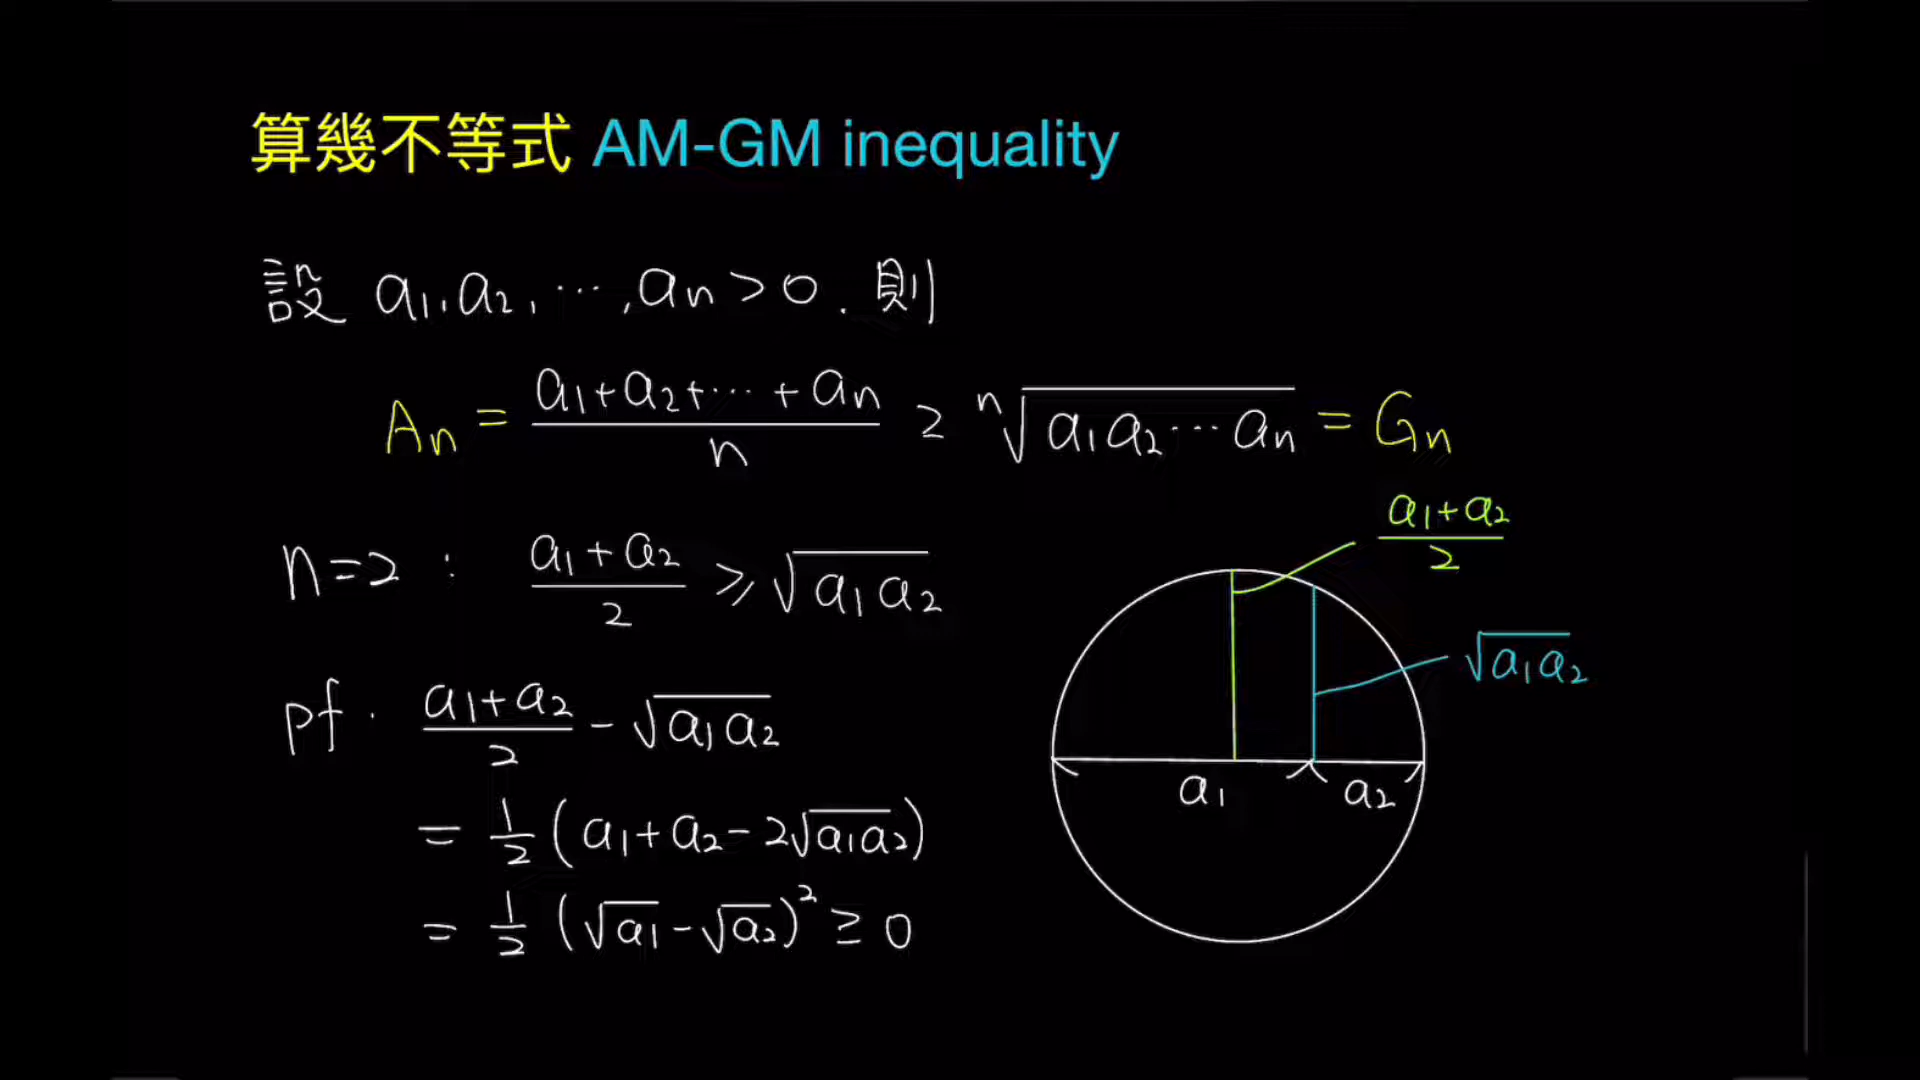 算幾不等式 AM-GM inequality
設 a₁, a₂, ⋯, aₙ > 0. 則
Aₙ = (a₁+a₂+⋯+aₙ)/n ≥ ⁿ√(a₁a₂⋯aₙ) = Gₙ
n=2 : (a₁+a₂)/2 ≥ √(a₁a₂)
pf. (a₁+a₂)/2 - √(a₁a₂)
= 1/2 (a₁+a₂-2√(a₁a₂))
= 1/2 (√a₁-√a₂)² ≥ 0
(a₁+a₂)/2
√(a₁a₂)
a₁ a₂